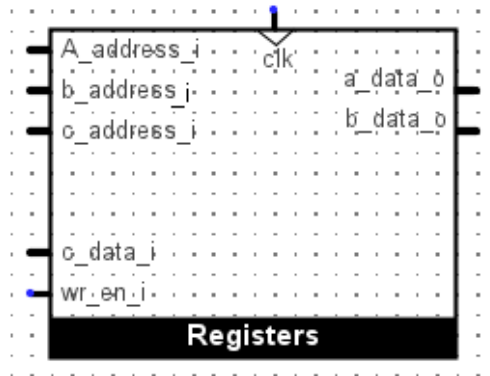 A_address_i
clk
b_address_i
a_data_o
c_address_i
b_data_o
c_data_i
wr_en_i
Registers